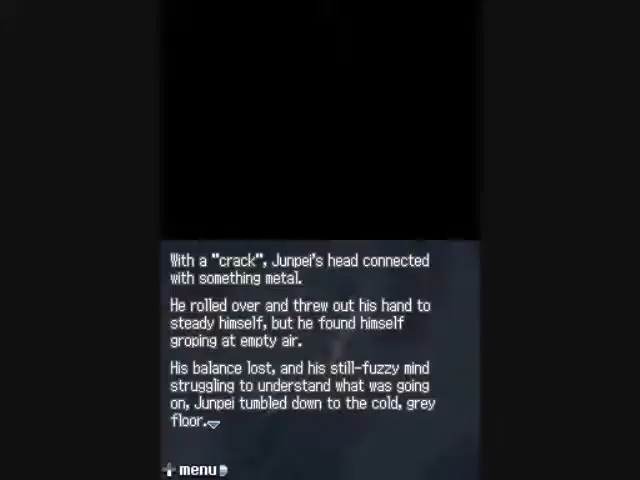 With a "crack", Junpei's head connected
with something metal.
He rolled over and threw out his hand to
steady himself, but he found himself
groping at empty air.
His balance lost, and his still-fuzzy mind
struggling to understand what was going
on, Junpei tumbled down to the cold, grey
floor.
menu